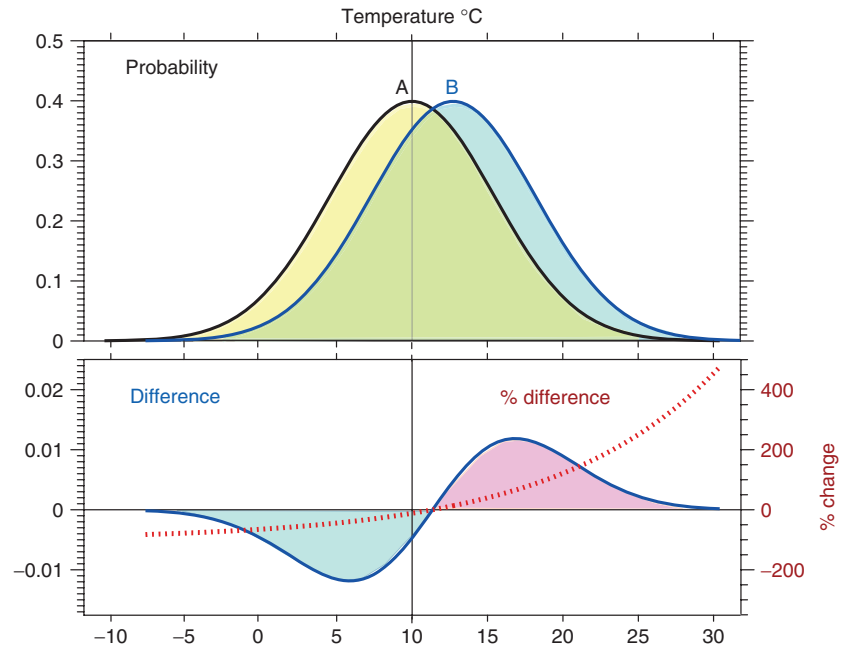 Temperature °C
0.5
Probability
A B
0.4
0.3
0.2
0.1
0
0.02
Difference
% difference
400
0.01
200
0
0
−0.01
−200
% change
−10 −5 0 5 10 15 20 25 30